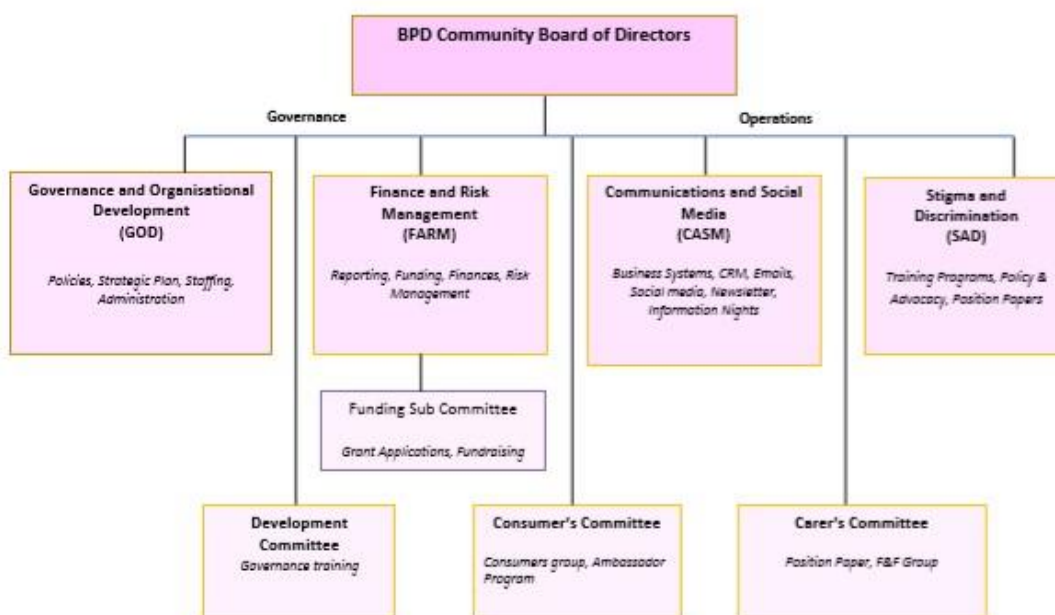 BPD Community Board of Directors
Governance
Operations
Governance and Organisational
Development
(GOD)
Policies, Strategic Plan, Staffing,
Administration
Finance and Risk
Management
(FARM)
Reporting, Funding, Finances, Risk
Management
Communications and Social
Media
(CASM)
Business Systems, CRM, Emails,
Social media, Newsletter,
Information Nights
Stigma and
Discrimination
(SAD)
Training Programs, Policy &
Advocacy, Position Papers
Funding Sub Committee
Grant Applications, Fundraising
Development
Committee
Governance training
Consumer's Committee
Consumers group, Ambassador
Program
Carer's Committee
Position Paper, F&F Group